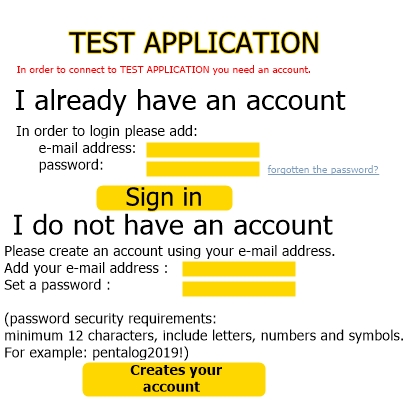 TEST APPLICATION
In order to connect to TEST APPLICATION you need an account.
I already have an account
In order to login please add:
e-mail address:
password:
forgotten the password?
Sign in
I do not have an account
Please create an account using your e-mail address.
Add your e-mail address :
Set a password :
(password security requirements:
minimum 12 characters, include letters, numbers and symbols.
For example: pentalog2019!)
Creates your
account